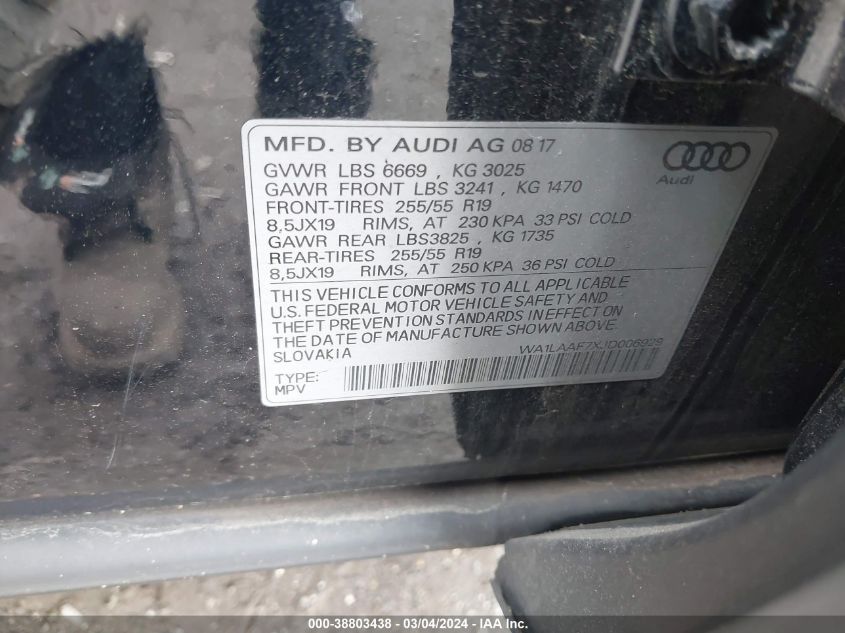 MFD. BY AUDI AG 08 17
GVWR LBS 6669 , KG 3025
GAWR FRONT LBS 3241 , KG 1470
FRONT-TIRES 255/55 R19
8,5JX19 RIMS, AT 230 KPA 33 PSI COLD
GAWR REAR LBS3825 , KG 1735
REAR-TIRES 255/55 R19
8,5JX19 RIMS, AT 250 KPA 36 PSI COLD
Audi
THIS VEHICLE CONFORMS TO ALL APPLICABLE
U.S. FEDERAL MOTOR VEHICLE SAFETY AND
THEFT PREVENTION STANDARDS IN EFFECT ON
THE DATE OF MANUFACTURE SHOWN ABOVE.
SLOVAKIA
WA1LAAF7XJD006929
TYPE:
MPV
000-38803438 - 03/04/2024 - IAA Inc.